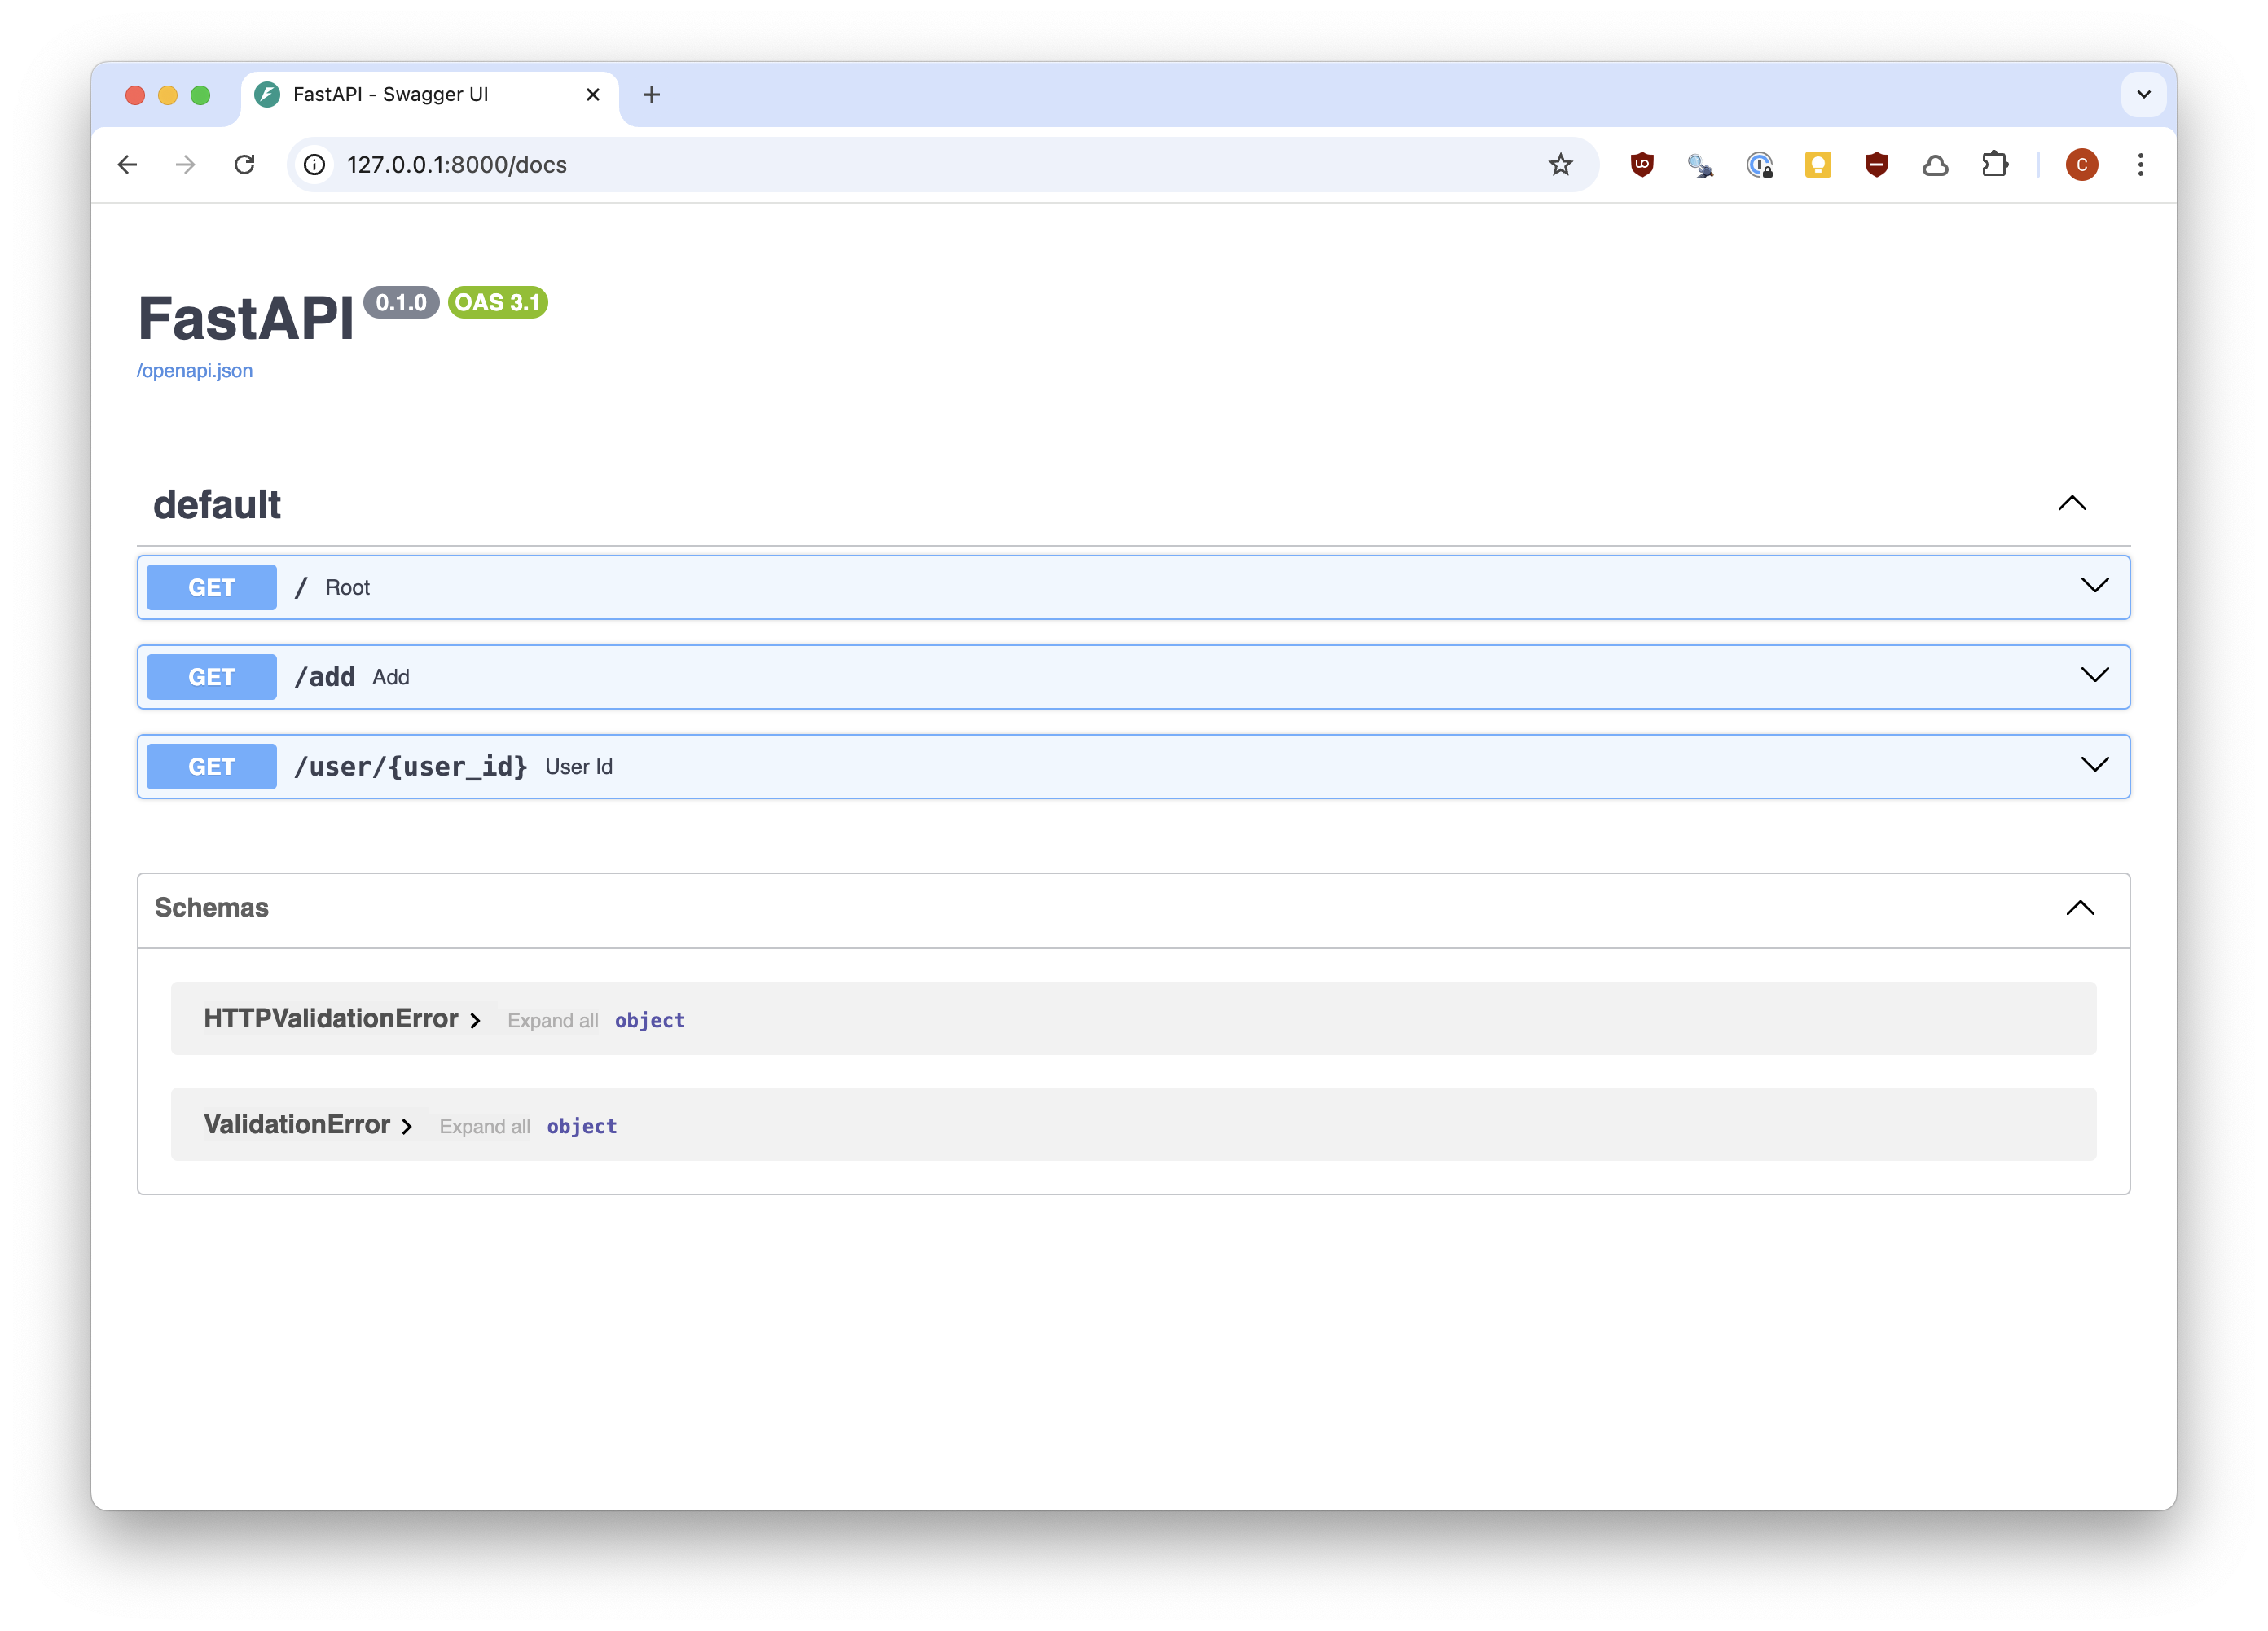 FastAPI - Swagger UI
127.0.0.1:8000/docs
C
FastAPI 0.1.0 OAS 3.1
/openapi.json
default
GET / Root
GET /add Add
GET /user/{user_id} User Id
Schemas
HTTPValidationError Expand all object
ValidationError Expand all object